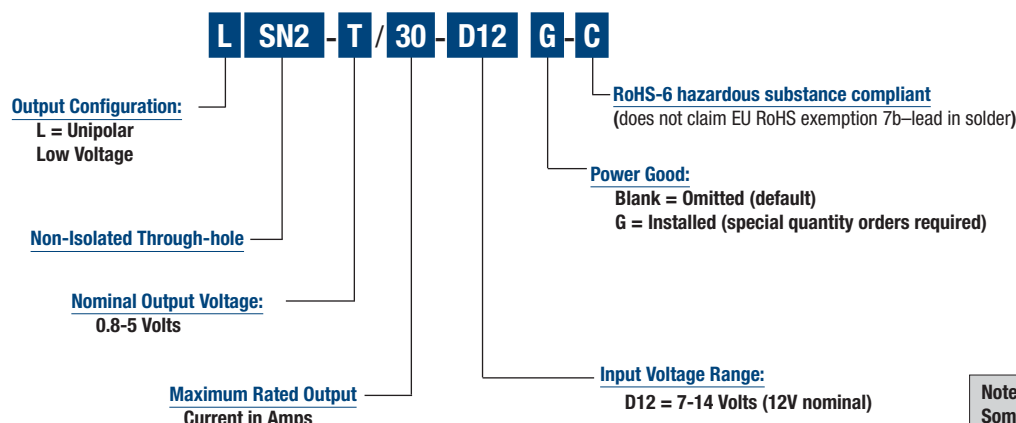 L SN2 - T / 30 - D12 G - C
Output Configuration:
L = Unipolar
Low Voltage
RoHS-6 hazardous substance compliant
(does not claim EU RoHS exemption 7b–lead in solder)
Power Good:
Blank = Omitted (default)
G = Installed (special quantity orders required)
Non-Isolated Through-hole
Nominal Output Voltage:
0.8-5 Volts
Input Voltage Range:
D12 = 7-14 Volts (12V nominal)
Maximum Rated Output
Current in Amps
Note
Som